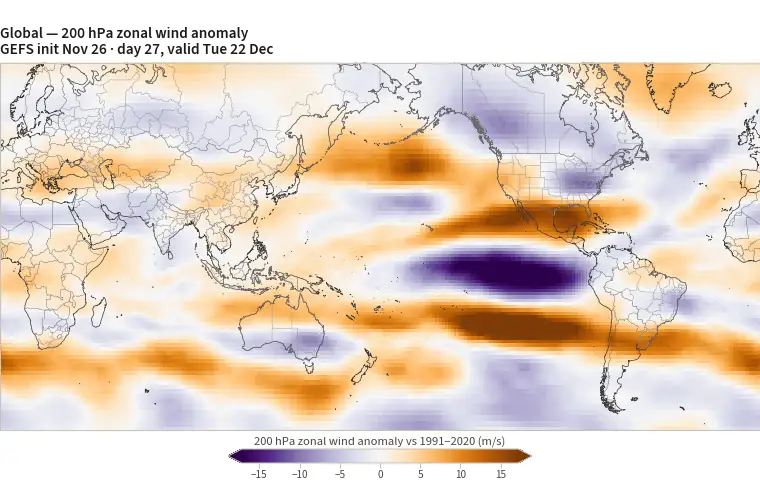 Global — 200 hPa zonal wind anomaly
GEFS init Nov 26 · day 27, valid Tue 22 Dec
200 hPa zonal wind anomaly vs 1991–2020 (m/s)
−15 −10 −5 0 5 10 15